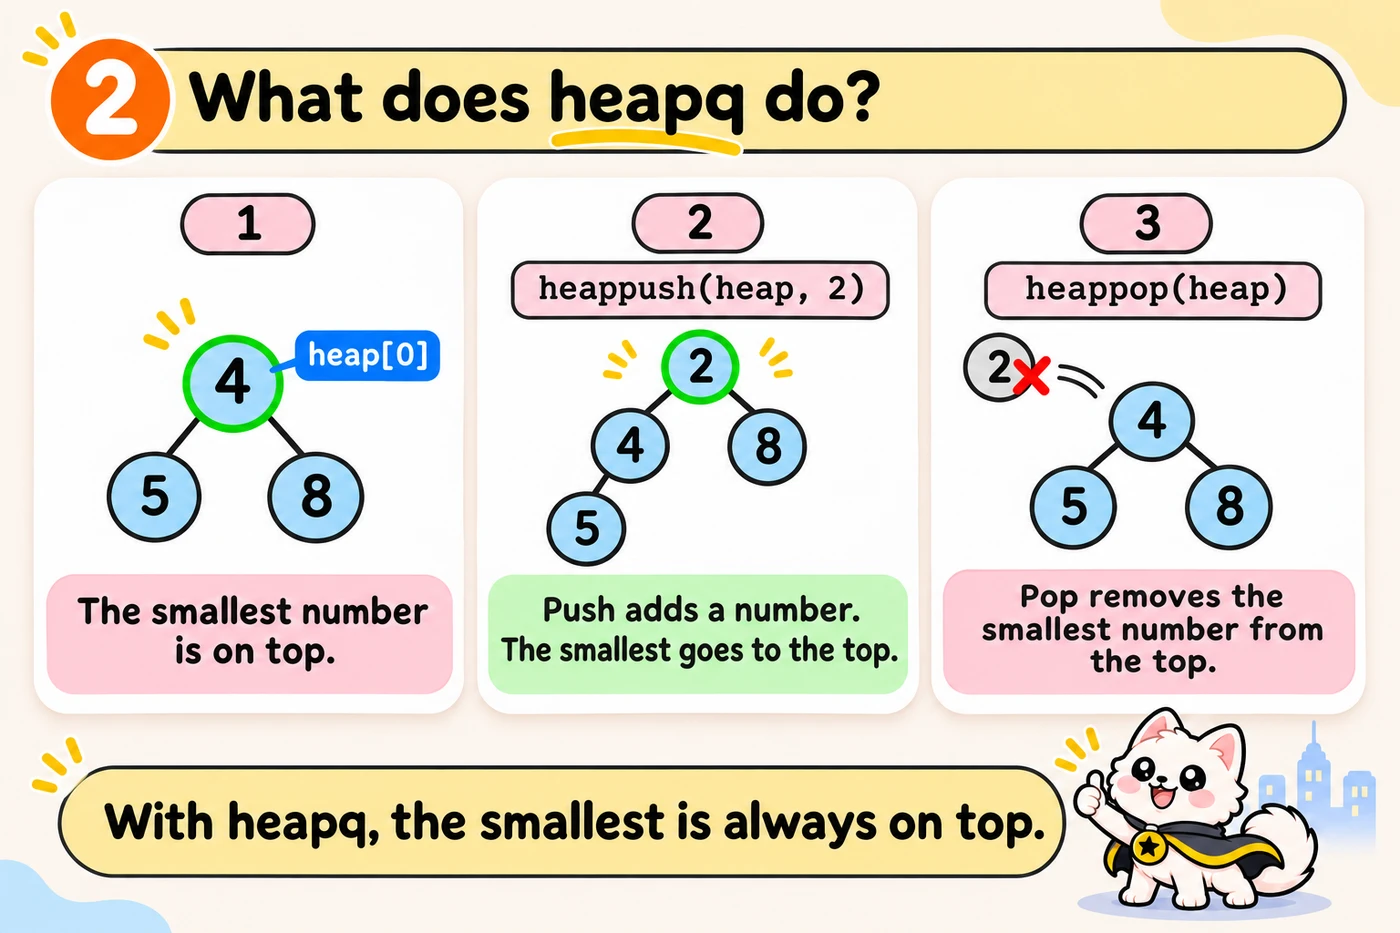 2
What does heapq do?
1
4
heap[0]
5
8
The smallest number
is on top.
2
heappush(heap, 2)
2
4
8
5
Push adds a number.
The smallest goes to the top.
3
heappop(heap)
2
4
5
8
Pop removes the
smallest number from
the top.
With heapq, the smallest is always on top.